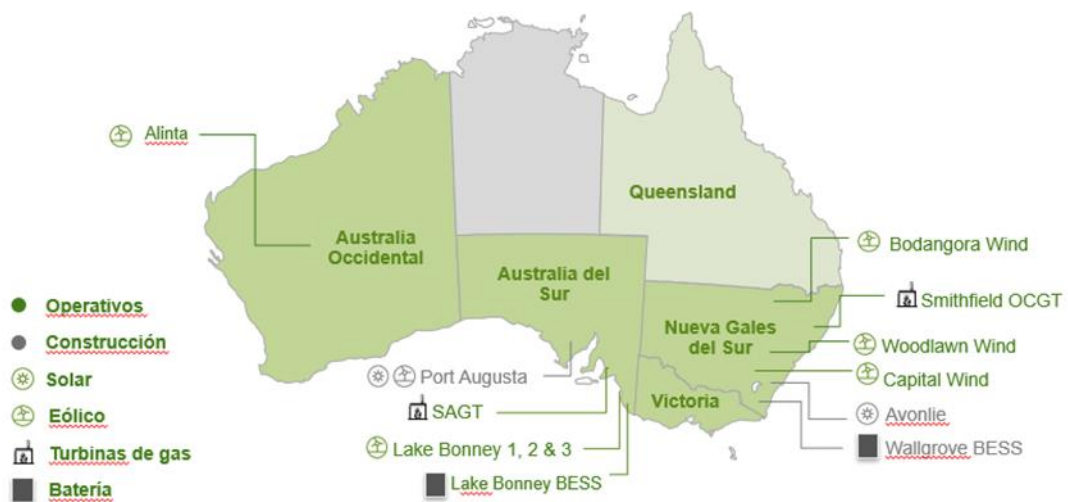 Alinta
Queensland
Australia
Occidental
Australia del
Sur
Bodangora Wind
Smithfield OCGT
Nueva Gales
del Sur
Woodlawn Wind
Capital Wind
Port Augusta
SAGT
Victoria
Avonlie
Wallgrove BESS
Lake Bonney 1, 2 & 3
Lake Bonney BESS
Operativos
Construcción
Solar
Eólico
Turbinas de gas
Batería